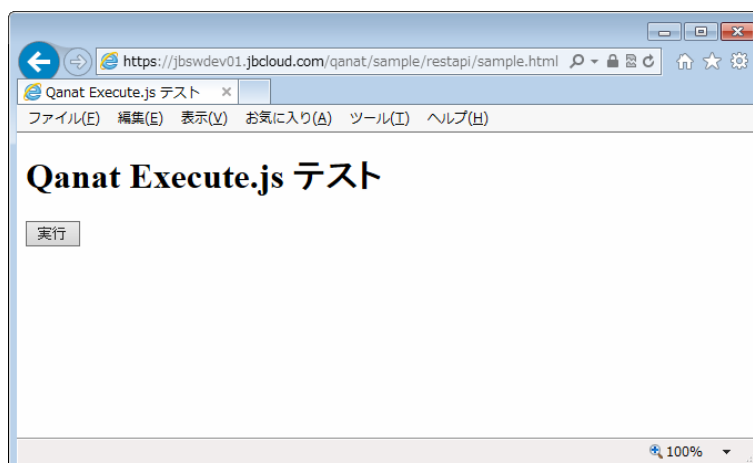 https://jbswdev01.jbcloud.com/qanat/sample/restapi/sample.html
Qanat Execute.js テスト
ファイル(F) 編集(E) 表示(V) お気に入り(A) ツール(T) ヘルプ(H)
Qanat Execute.js テスト
実行
100%